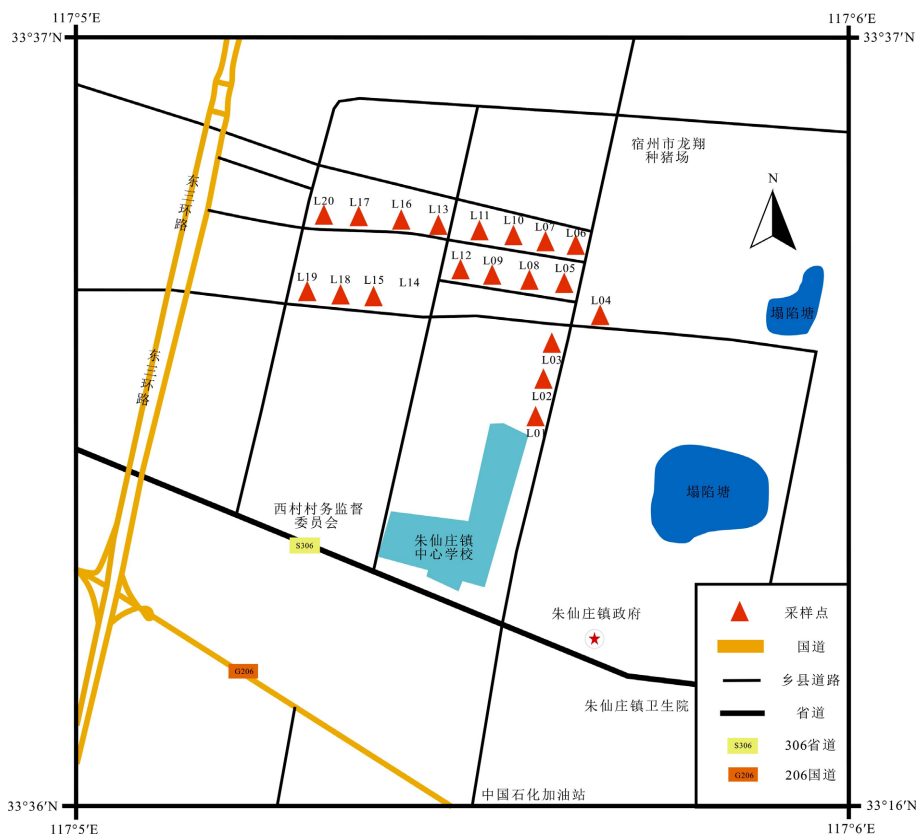 117°5′E
117°6′E
33°37′N
33°37′N
宿州市龙翔
种猪场
N
东三环路
L20
L17
L16
L13
L11
L10
L07
L06
L12
L09
L08
L05
L19
L18
L15
L14
L04
塌陷塘
L03
东三环路
L02
L01
塌陷塘
西村村务监督
委员会
S306
朱仙庄镇
中心学校
朱仙庄镇政府
采样点
国道
G206
乡县道路
朱仙庄镇卫生院
省道
S306
306省道
G206
206国道
中国石化加油站
33°36′N
33°16′N
117°5′E
117°6′E